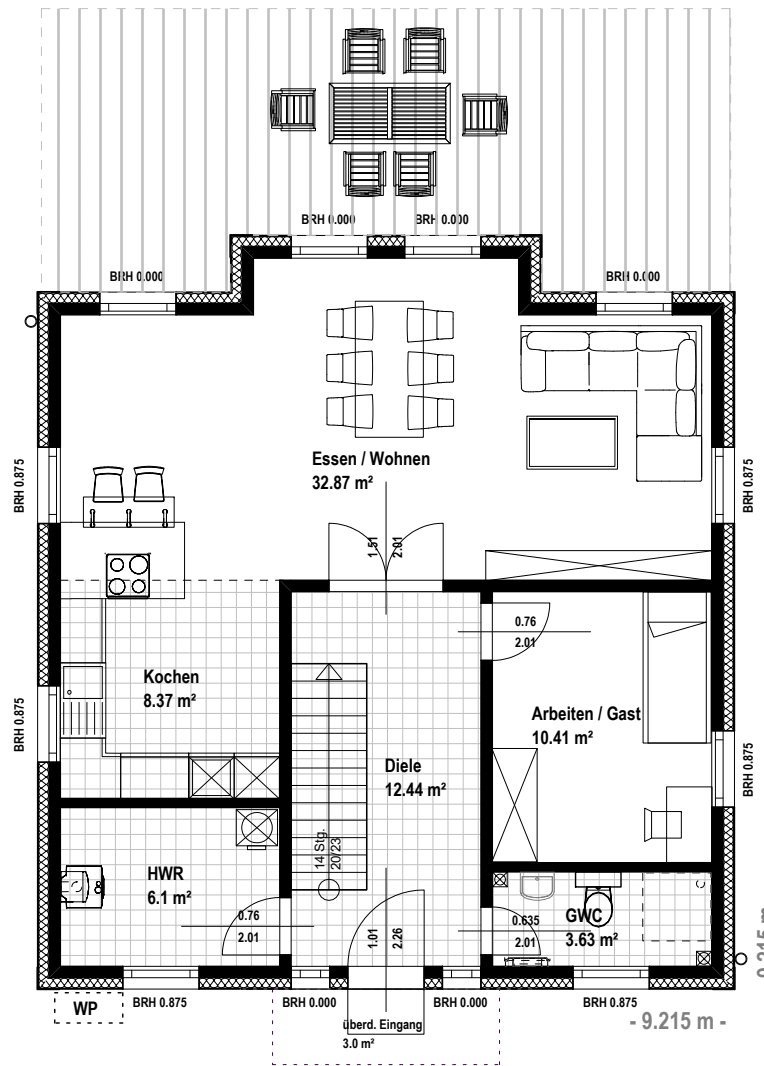 BRH 0.000
BRH 0.000
BRH 0.000
BRH 0.000
BRH 0.875
Essen / Wohnen
32.87 m²
BRH 0.875
1.51
2.01
0.76
2.01
Kochen
8.37 m²
BRH 0.875
Arbeiten / Gast
10.41 m²
BRH 0.875
Diele
12.44 m²
14 Stg.
20/23
HWR
6.1 m²
0.76
2.01
1.01
2.26
0.635
2.01
GWC
3.63 m²
9.215 m
WP
BRH 0.875
BRH 0.000
BRH 0.000
BRH 0.875
überd. Eingang
3.0 m²
- 9.215 m -